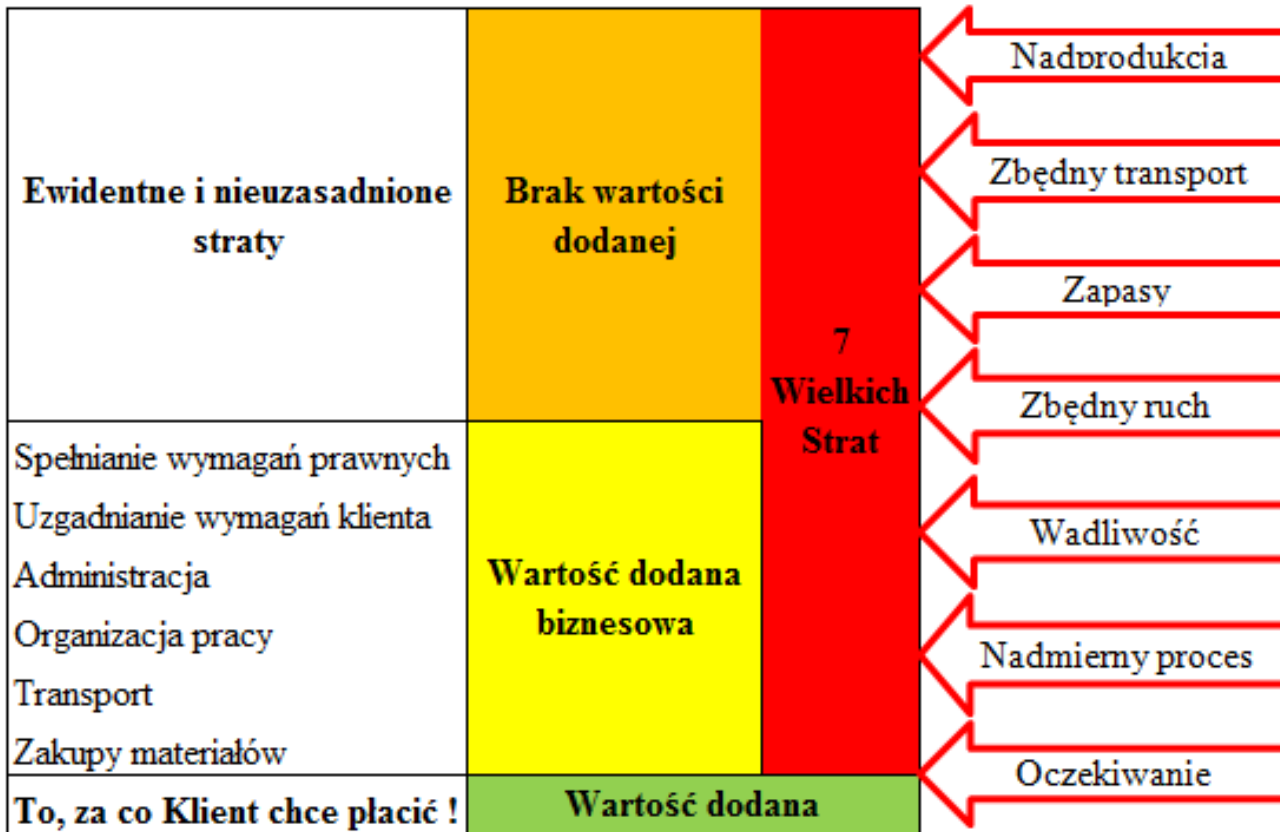 Ewidentne i nieuzasadnione
straty
Brak wartości
dodanej
7
Wielkich
Strat
Nadprodukcja
Zbędny transport
Zapasy
Zbędny ruch
Wadliwość
Nadmierny proces
Oczekiwanie
Spełnianie wymagań prawnych
Uzgadnianie wymagań klienta
Administracja
Organizacja pracy
Transport
Zakupy materiałów
Wartość dodana
biznesowa
To, za co Klient chce płacić !
Wartość dodana